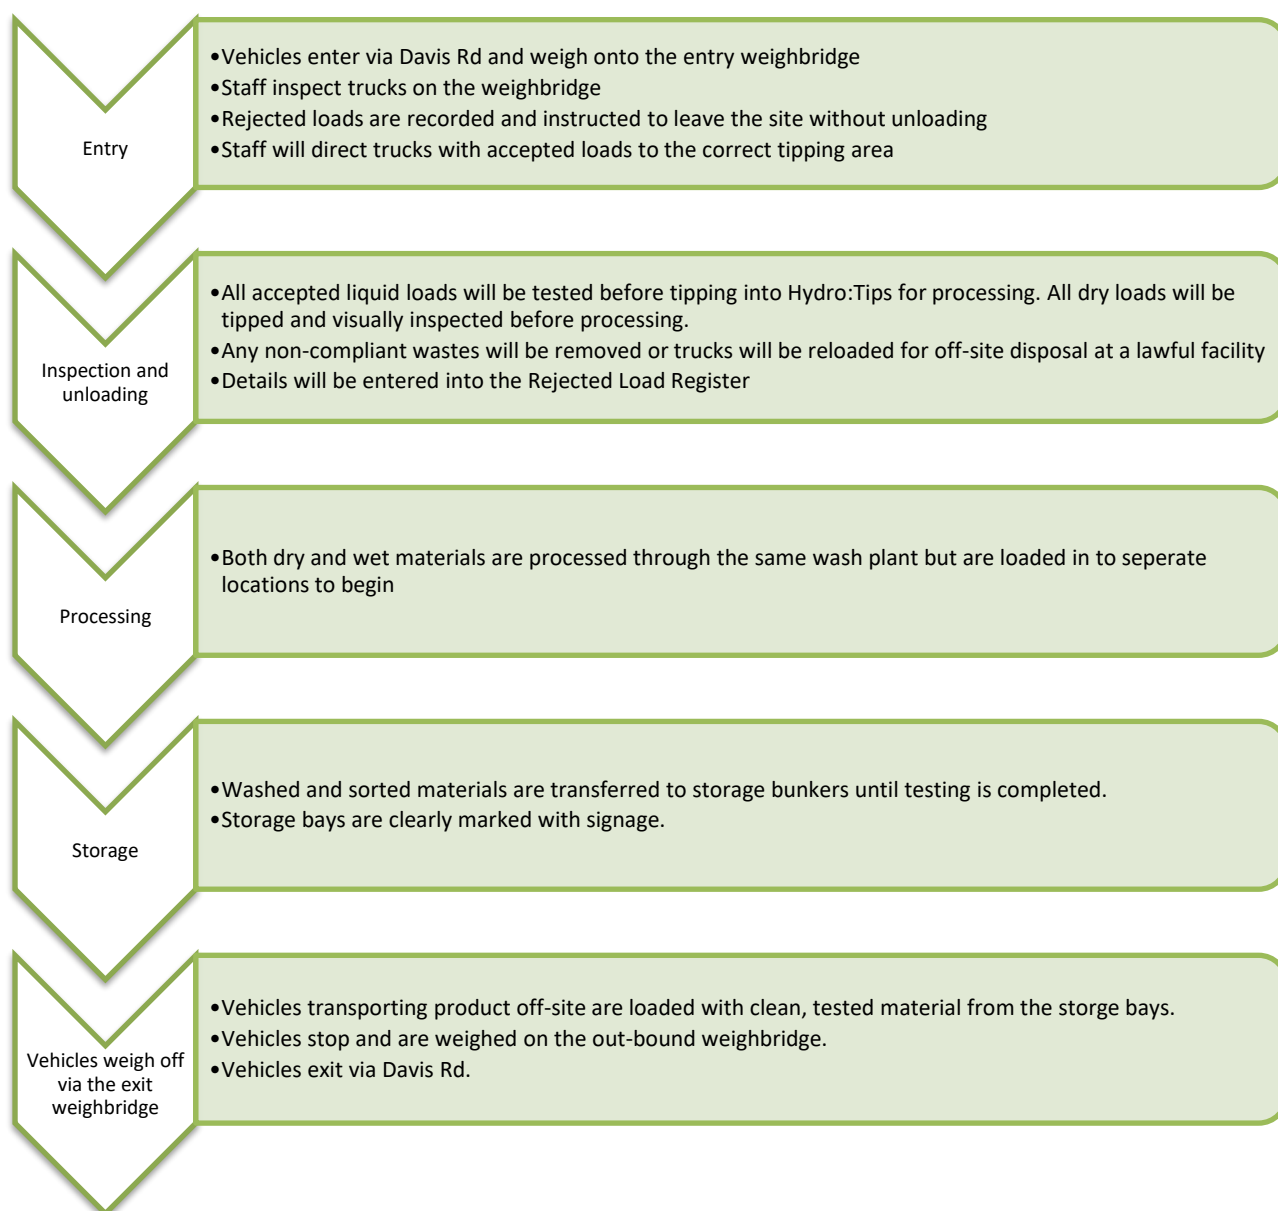 Entry
•Vehicles enter via Davis Rd and weigh onto the entry weighbridge
•Staff inspect trucks on the weighbridge
•Rejected loads are recorded and instructed to leave the site without unloading
•Staff will direct trucks with accepted loads to the correct tipping area
Inspection and
unloading
•All accepted liquid loads will be tested before tipping into Hydro:Tips for processing. All dry loads will be
tipped and visually inspected before processing.
•Any non-compliant wastes will be removed or trucks will be reloaded for off-site disposal at a lawful facility
•Details will be entered into the Rejected Load Register
Processing
•Both dry and wet materials are processed through the same wash plant but are loaded in to seperate
locations to begin
Storage
•Washed and sorted materials are transferred to storage bunkers until testing is completed.
•Storage bays are clearly marked with signage.
Vehicles weigh off
via the exit
weighbridge
•Vehicles transporting product off-site are loaded with clean, tested material from the storge bays.
•Vehicles stop and are weighed on the out-bound weighbridge.
•Vehicles exit via Davis Rd.